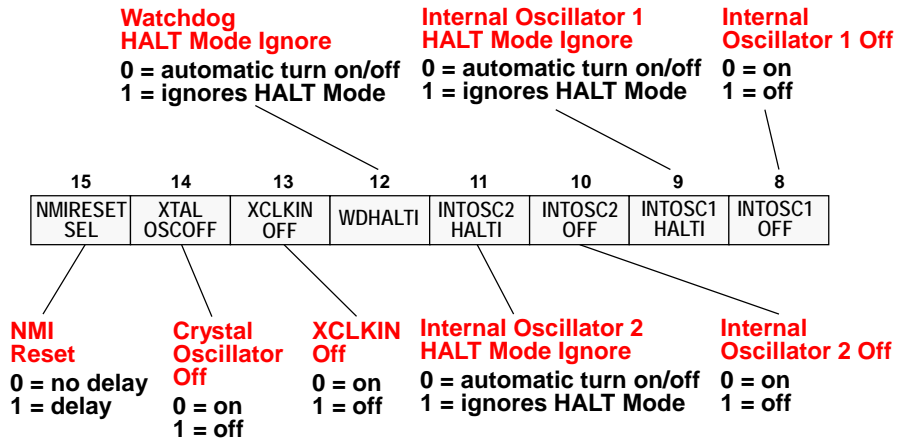 Watchdog
HALT Mode Ignore
0 = automatic turn on/off
1 = ignores HALT Mode
Internal Oscillator 1
HALT Mode Ignore
0 = automatic turn on/off
1 = ignores HALT Mode
Internal
Oscillator 1 Off
0 = on
1 = off
15 14 13 12 11 10 9 8
NMIRESET SEL
XTAL OSCOFF
XCLKIN OFF
WDHALTI
INTOSC2 HALTI
INTOSC2 OFF
INTOSC1 HALTI
INTOSC1 OFF
NMI
Reset
0 = no delay
1 = delay
Crystal
Oscillator
Off
0 = on
1 = off
XCLKIN
Off
0 = on
1 = off
Internal Oscillator 2
HALT Mode Ignore
0 = automatic turn on/off
1 = ignores HALT Mode
Internal
Oscillator 2 Off
0 = on
1 = off